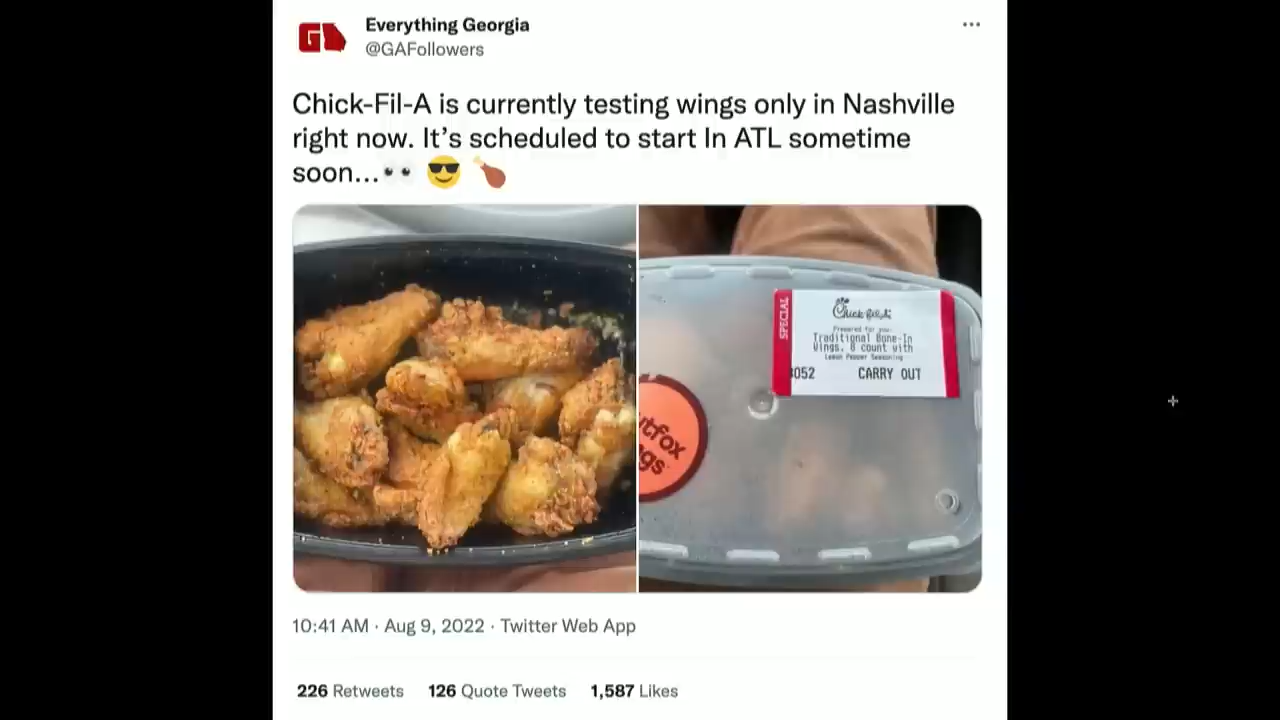 Everything Georgia
@GAFollowers
Chick-Fil-A is currently testing wings only in Nashville
right now. It’s scheduled to start In ATL sometime
soon...👀 😎 🍗
SPECIAL
Chick-fil-A
Prepared for you:
Traditional Bone-In
Wings, 8 count with
Lemon Pepper Seasoning
3052 CARRY OUT
utfox
gs
10:41 AM · Aug 9, 2022 · Twitter Web App
226 Retweets 126 Quote Tweets 1,587 Likes